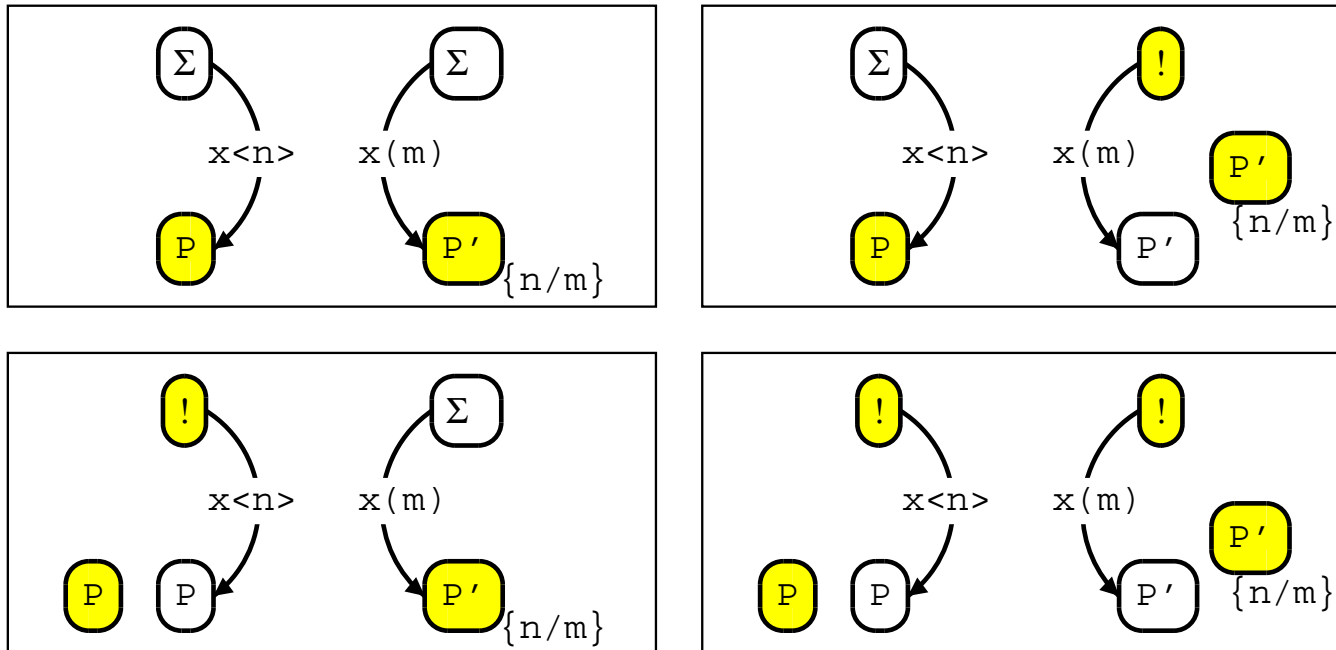 Σ Σ
x<n> x(m)
P P'
{n/m}
Σ !
x<n> x(m) P'
{n/m}
P P'
! Σ
x<n> x(m)
P P P'
{n/m}
! !
x<n> x(m) P'
{n/m}
P P P'